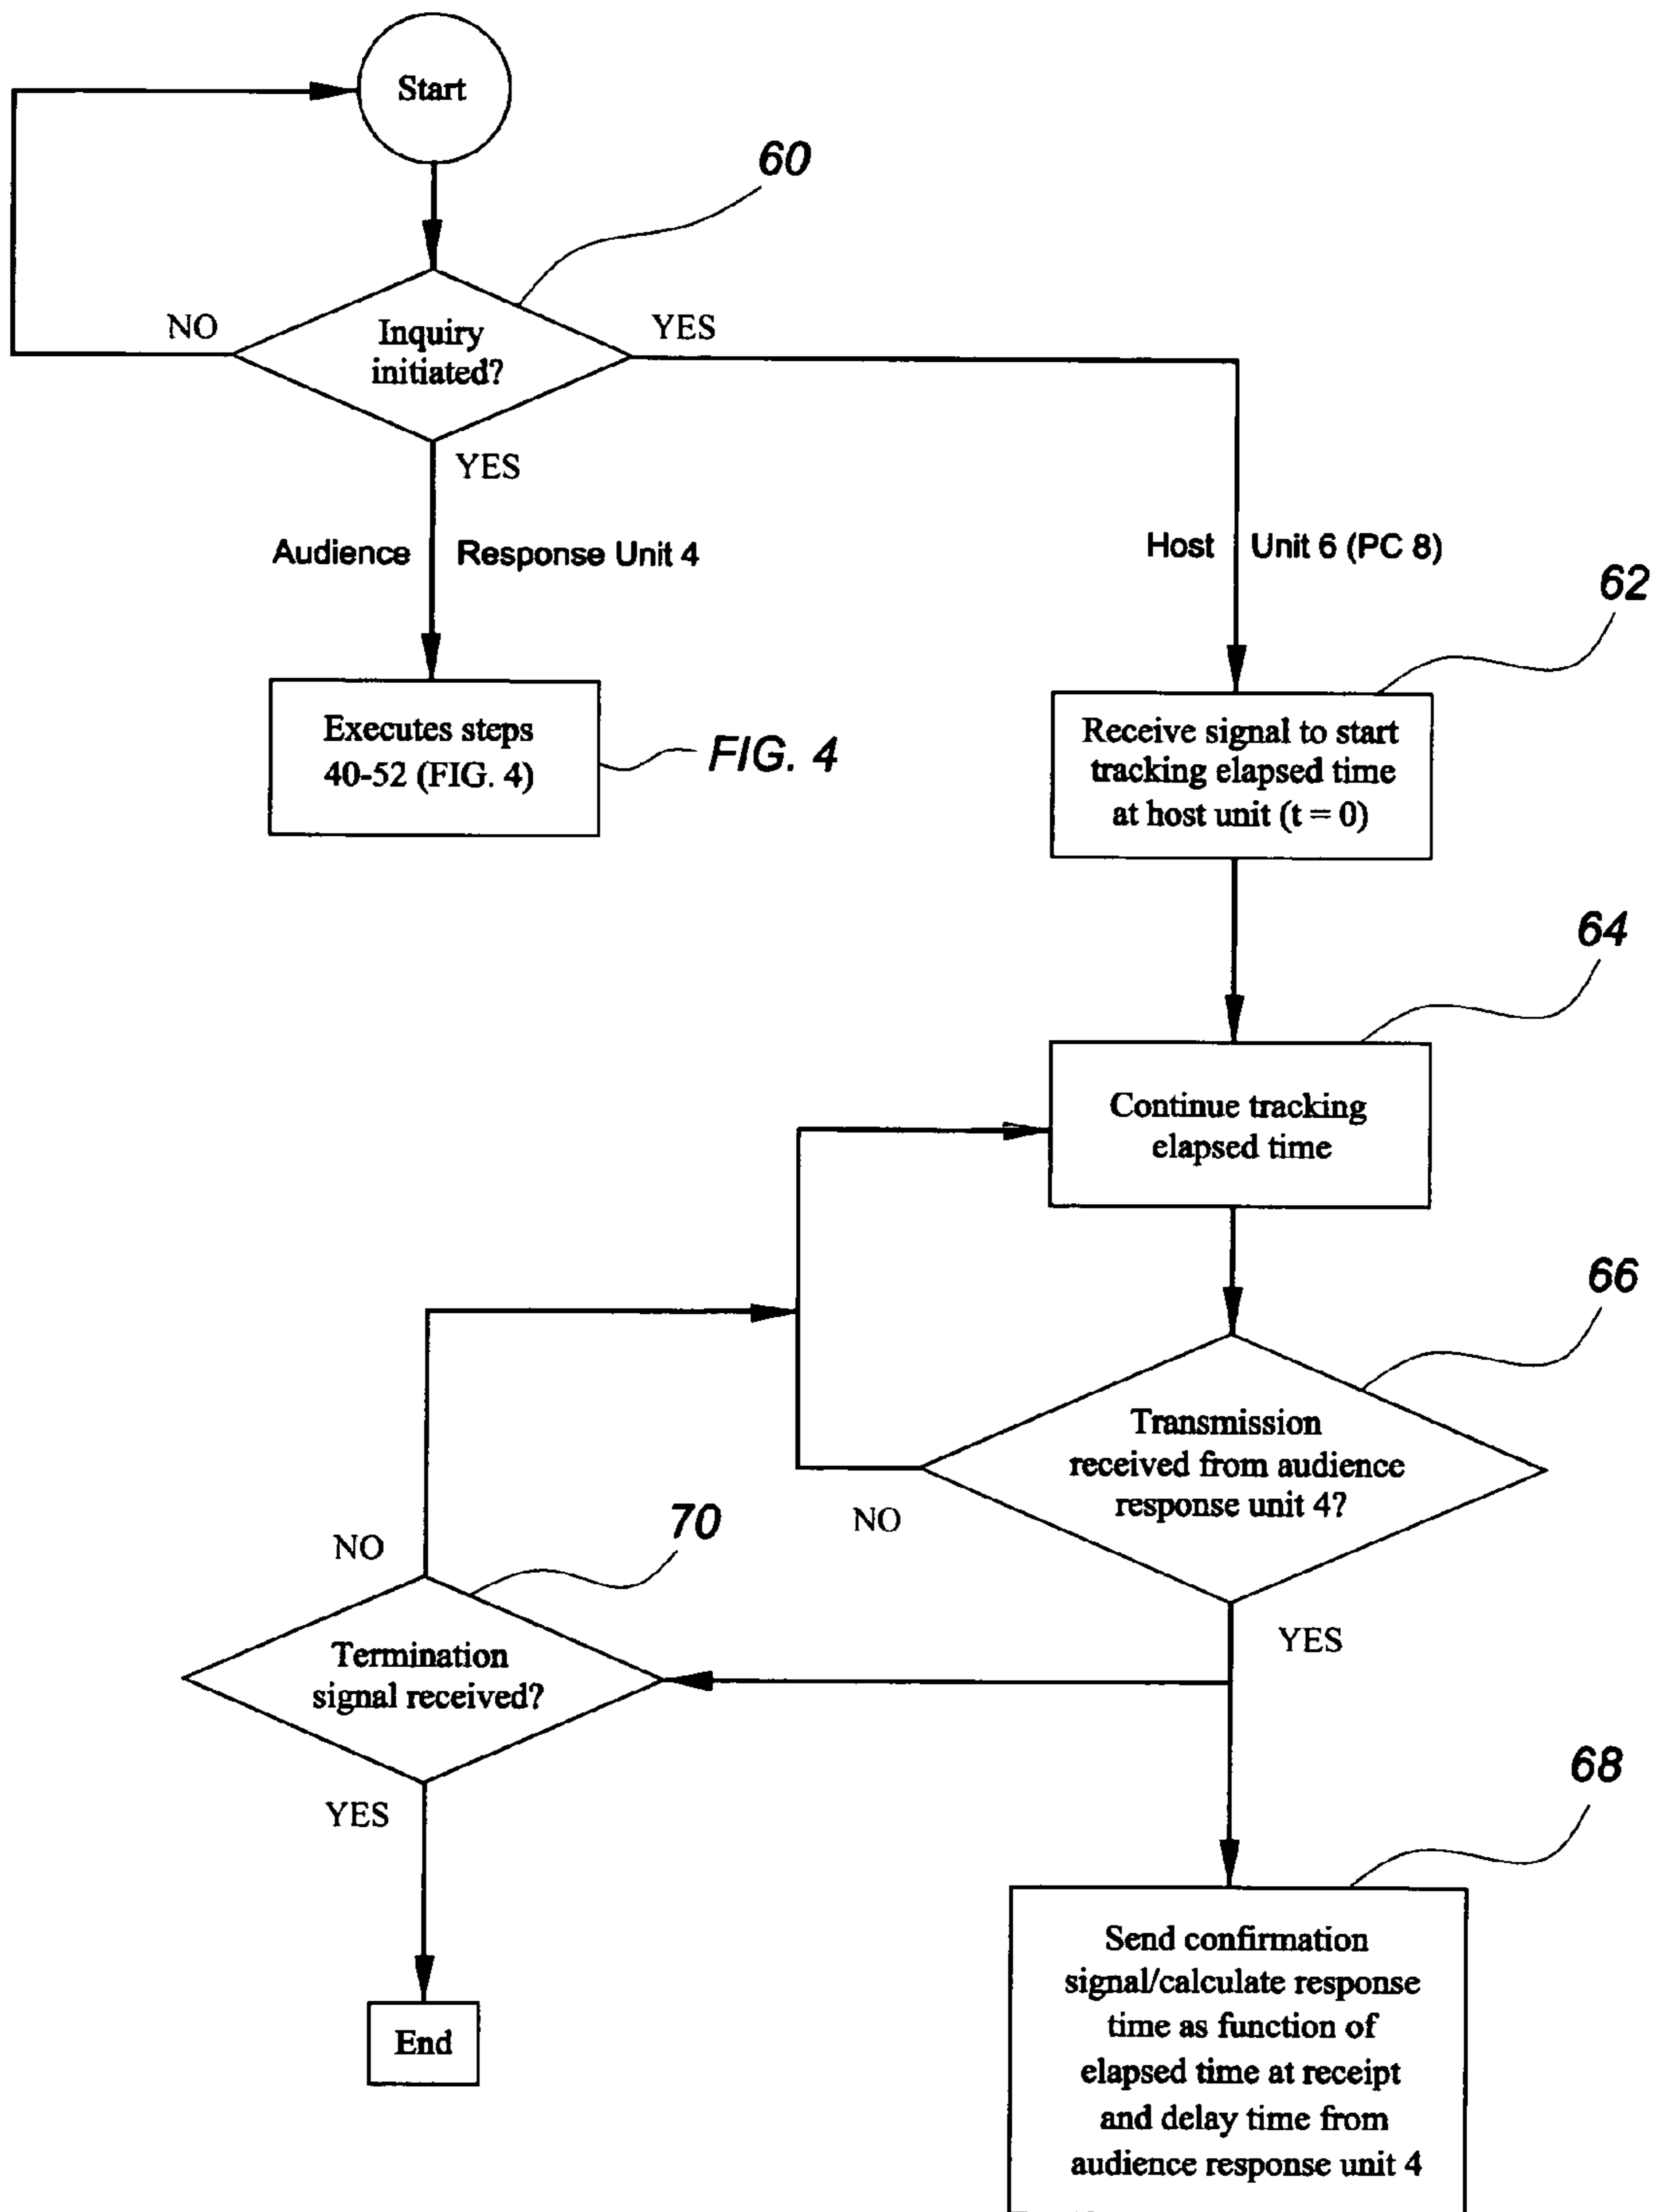 Start
60
NO
Inquiry
initiated?
YES
YES
Audience Response Unit 4
Host Unit 6 (PC 8)
62
Executes steps
40-52 (FIG. 4)
FIG. 4
Receive signal to start
tracking elapsed time
at host unit (t = 0)
64
Continue tracking
elapsed time
66
Transmission
received from audience
response unit 4?
NO
YES
70
NO
Termination
signal received?
YES
68
End
Send confirmation
signal/calculate response
time as function of
elapsed time at receipt
and delay time from
audience response unit 4